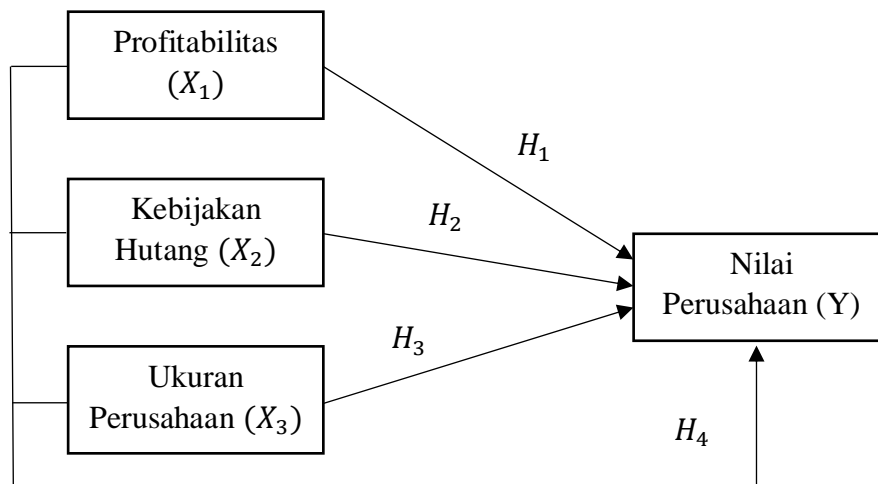 Profitabilitas
(𝑋₁)
𝐻₁
Kebijakan
Hutang (𝑋₂)
𝐻₂
Nilai
Perusahaan (Y)
𝐻₃
Ukuran
Perusahaan (𝑋₃)
𝐻₄